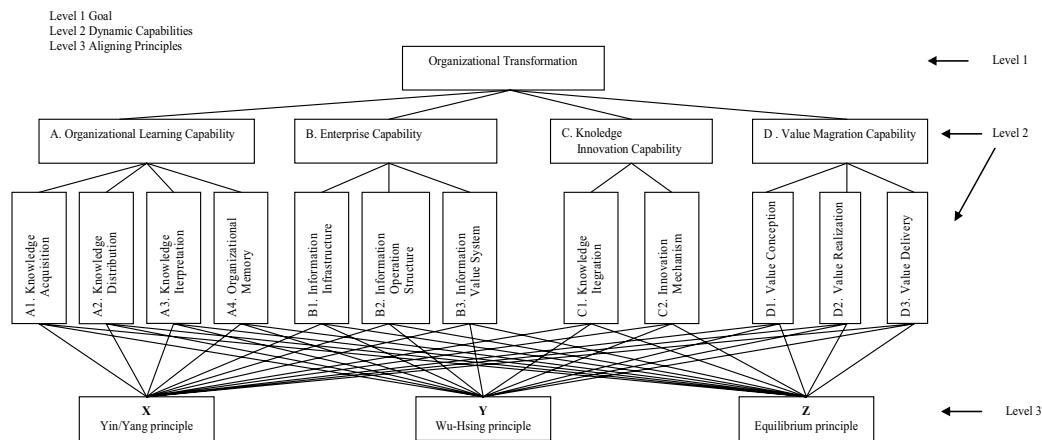 Level 1 Goal
Level 2 Dynamic Capabilities
Level 3 Aligning Principles
Organizational Transformation
Level 1
A. Organizational Learning Capability
B. Enterprise Capability
C. Knoledge
Innovation Capability
D . Value Magration Capability
Level 2
A1. Knowledge
Acquisition
A2. Knowledge
Distribution
A3. Knowledge
Iterpretation
A4. Organizational
Memory
B1. Information
Infrastructure
B2. Information
Operation
Structure
B3. Information
Value System
C1. Knowledge
Itegration
C2. Innovation
Mechanism
D1. Value Conception
D2. Value Realization
D3. Value Delivery
X
Yin/Yang principle
Y
Wu-Hsing principle
Z
Equilibrium principle
Level 3